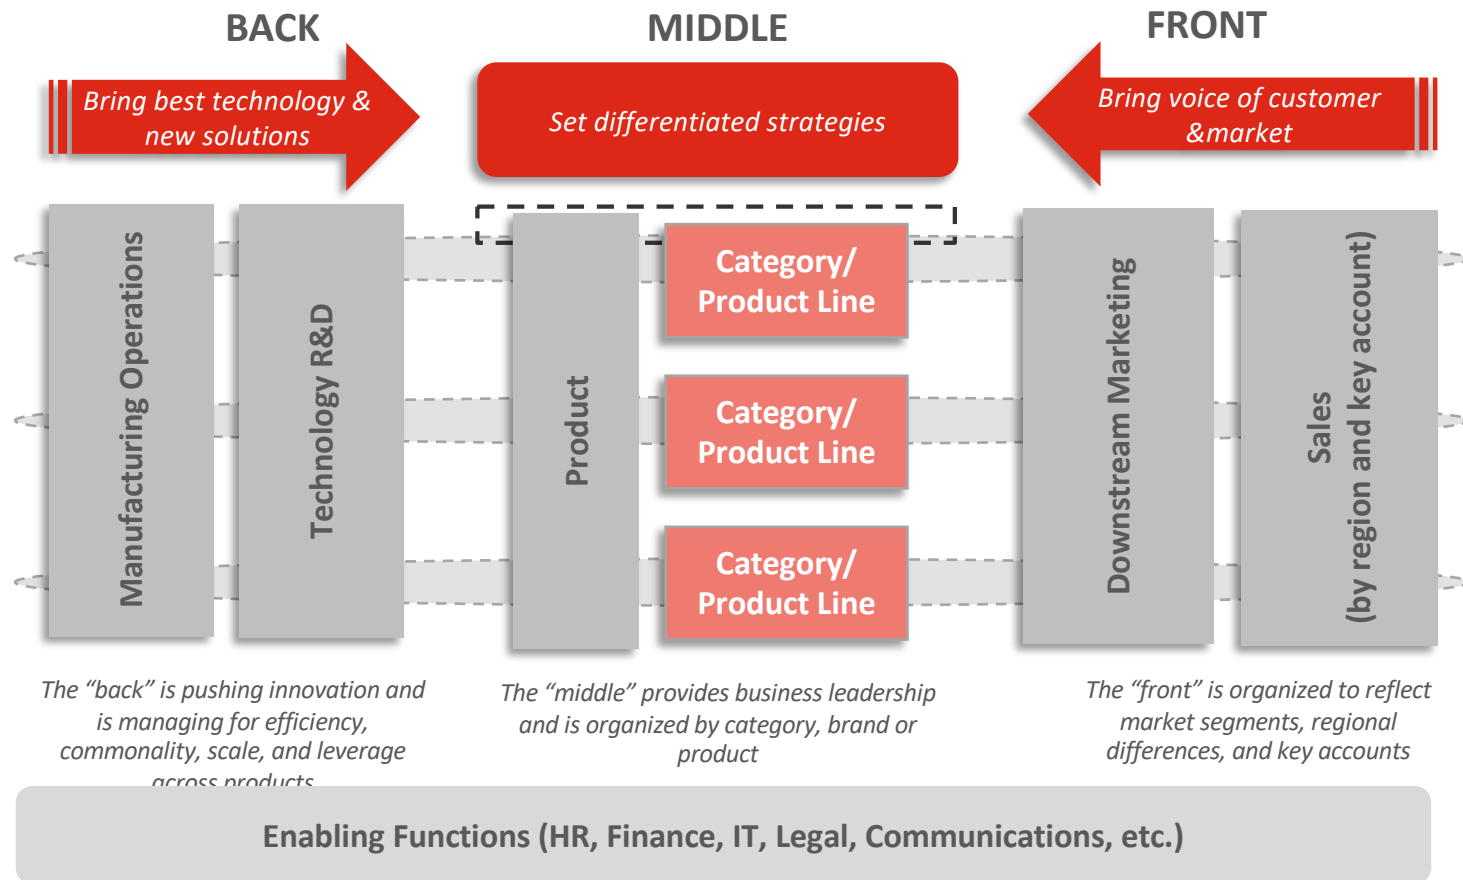 BACK
MIDDLE
FRONT
Bring best technology &
new solutions
Set differentiated strategies
Bring voice of customer
&market
Manufacturing Operations
Technology R&D
Product
Category/
Product Line
Category/
Product Line
Category/
Product Line
Downstream Marketing
Sales
(by region and key account)
The “back” is pushing innovation and
is managing for efficiency,
commonality, scale, and leverage
across products
The “middle” provides business leadership
and is organized by category, brand or
product
The “front” is organized to reflect
market segments, regional
differences, and key accounts
Enabling Functions (HR, Finance, IT, Legal, Communications, etc.)